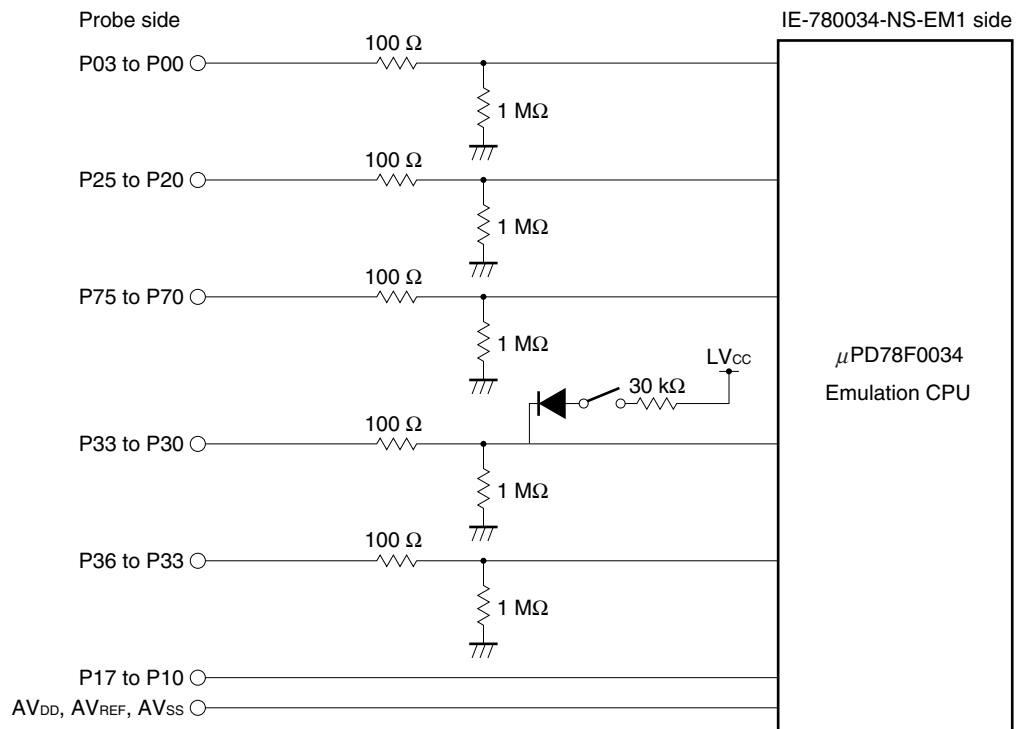 Probe side
IE-780034-NS-EM1 side
100 Ω
P03 to P00
1 MΩ
100 Ω
P25 to P20
1 MΩ
100 Ω
P75 to P70
1 MΩ
LVCC
30 kΩ
μPD78F0034
Emulation CPU
100 Ω
P33 to P30
1 MΩ
100 Ω
P36 to P33
1 MΩ
P17 to P10
AVDD, AVREF, AVSS